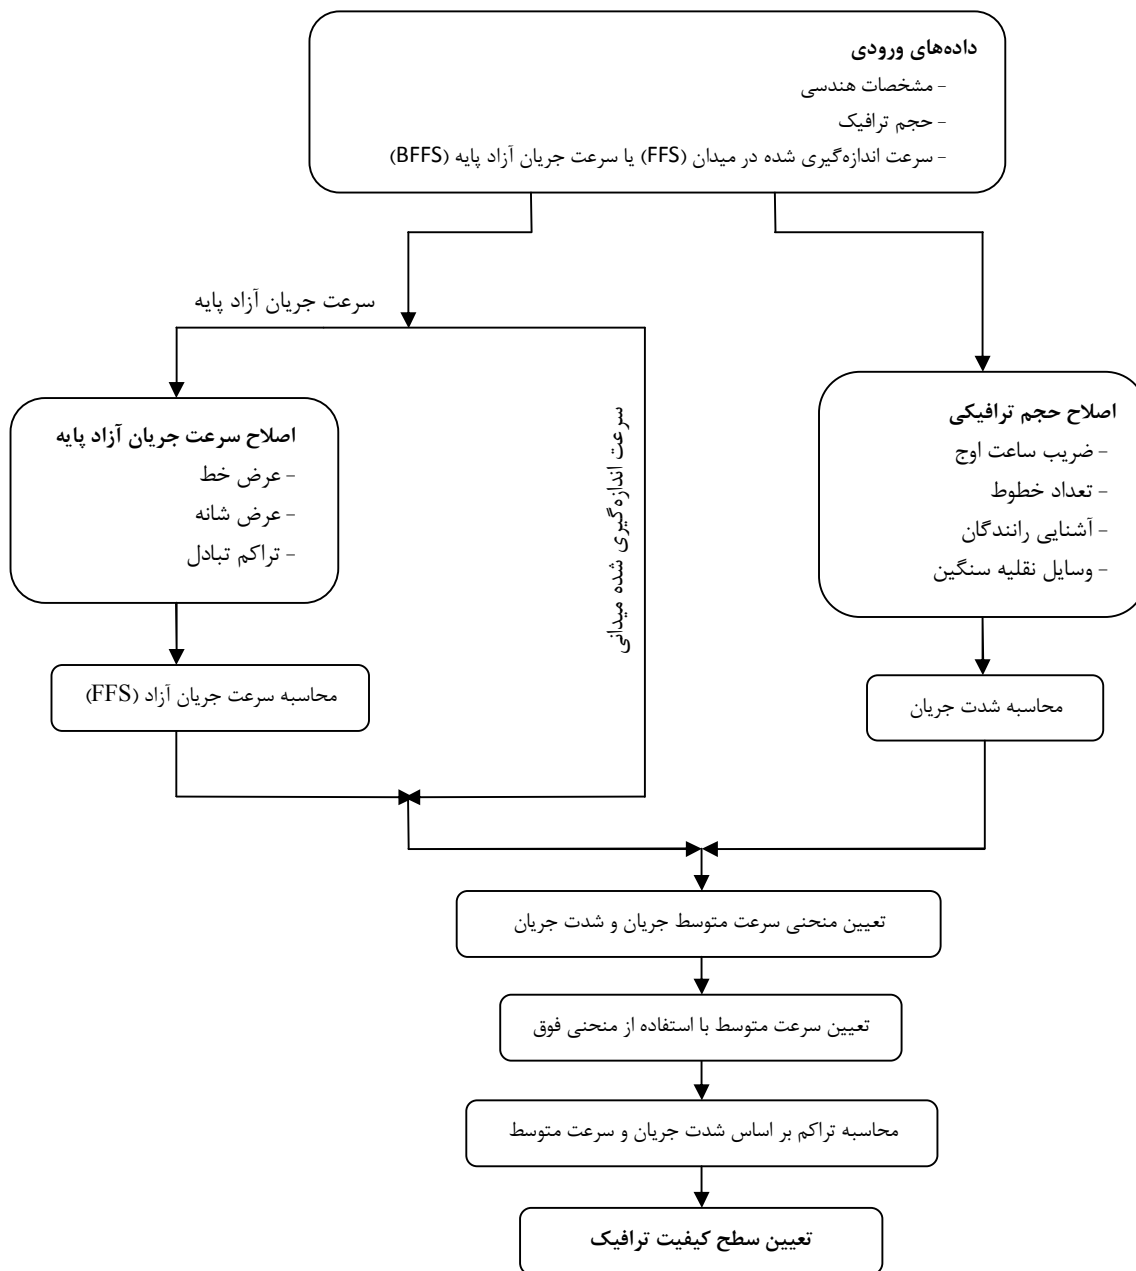 داده‌های ورودی
- مشخصات هندسی
- حجم ترافیک
- سرعت اندازه‌گیری شده در میدان (FFS) یا سرعت جریان آزاد پایه (BFFS)
سرعت جریان آزاد پایه
سرعت اندازه‌گیری شده میدانی
اصلاح حجم ترافیکی
- ضریب ساعت اوج
- تعداد خطوط
- آشنایی رانندگان
- وسایل نقلیه سنگین
اصلاح سرعت جریان آزاد پایه
- عرض خط
- عرض شانه
- تراکم تبادل
محاسبه شدت جریان
محاسبه سرعت جریان آزاد (FFS)
تعیین منحنی سرعت متوسط جریان و شدت جریان
تعیین سرعت متوسط با استفاده از منحنی فوق
محاسبه تراکم بر اساس شدت جریان و سرعت متوسط
تعیین سطح کیفیت ترافیک